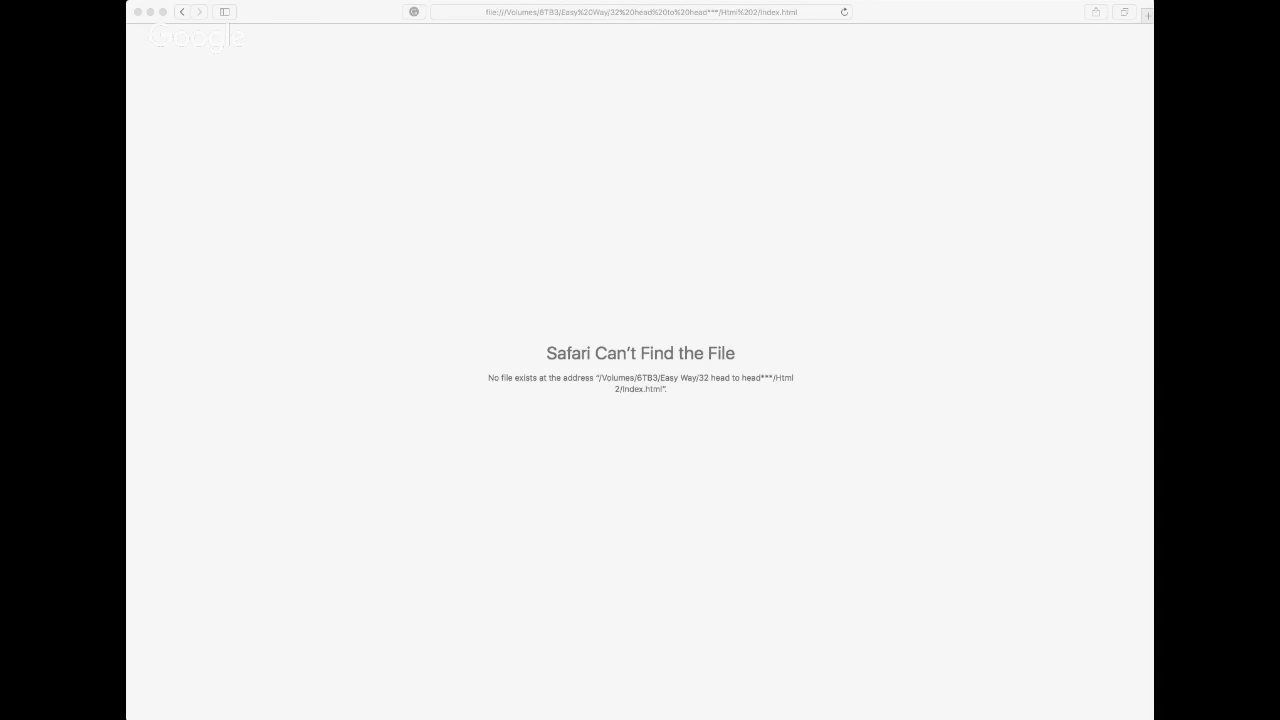 file:///Volumes/6TB3/Easy%20Way/32%20head%20to%20head***/Html%202/index.html
Google
Safari Can't Find the File
No file exists at the address “/Volumes/6TB3/Easy Way/32 head to head***/Html
2/index.html”.